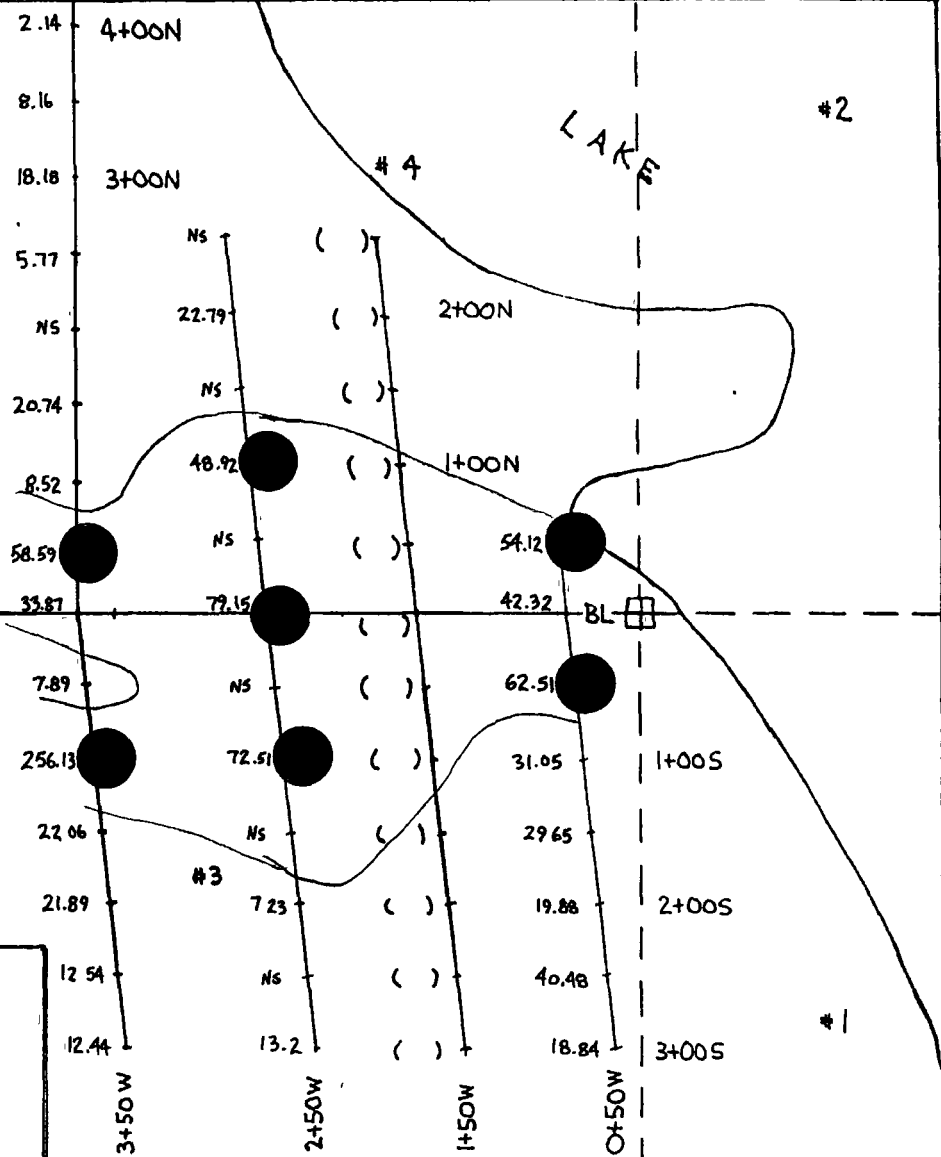 2.14 4+00N
8.16 #2
LAKE
18.18 3+00N #4
NS ( )
5.77
22.79 ( ) 2+00N
NS
NS ( )
20.74
48.92 ( ) 1+00N
8.52
58.59 NS ( ) 54.12
33.87 79.15 ( ) 42.32 BL
7.89 NS ( ) 62.51
256.13 72.51 ( ) 31.05 1+00S
22 06 NS ( ) 29 65
#3
21.89 7 23 ( ) 19.88 2+00S
12 54 NS ( ) 40.48
#1
12.44 13.2 ( ) 18.84 3+00S
3+50W 2+50W 1+50W 0+50W